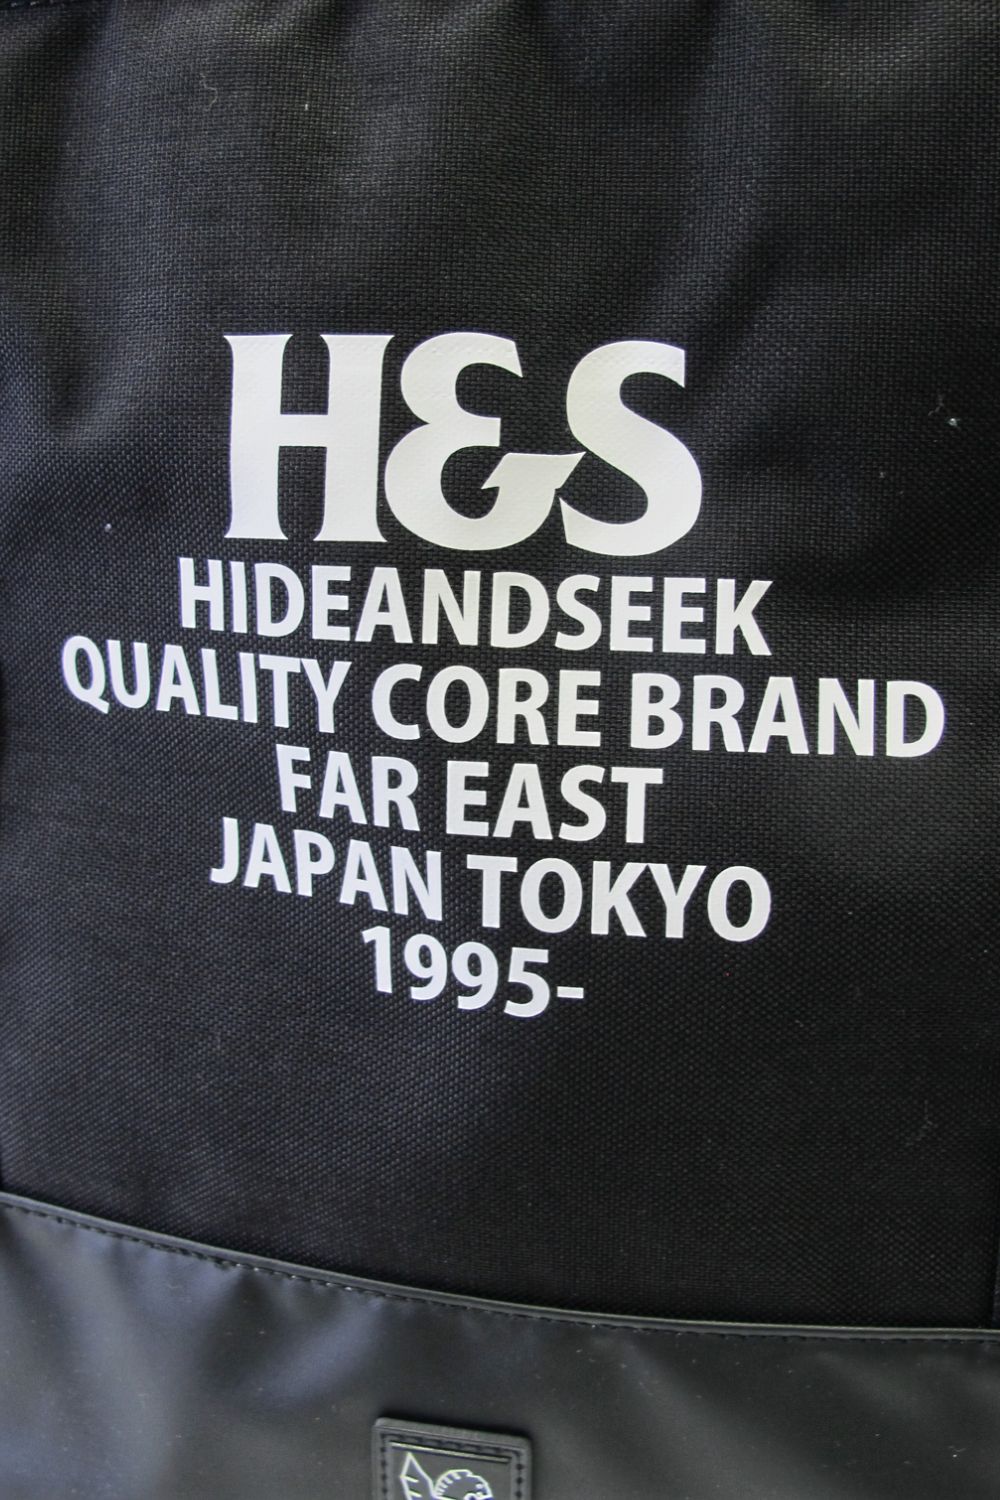 H&S
HIDEANDSEEK
QUALITY CORE BRAND
FAR EAST
JAPAN TOKYO
1995-